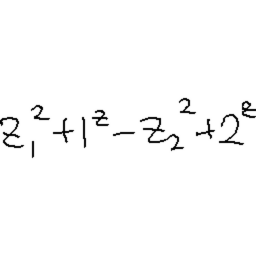 z₁² + 1ᶻ - z₂² + 2ᶻ